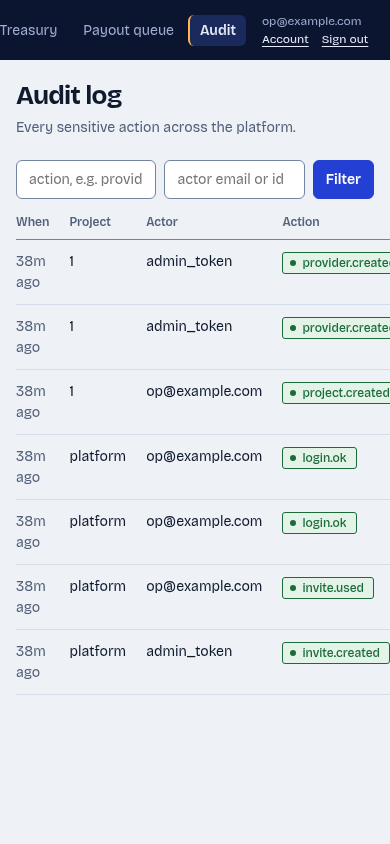 Treasury Payout queue Audit op@example.com
Account Sign out
Audit log
Every sensitive action across the platform.
action, e.g. provid actor email or id Filter
When Project Actor Action
38m ago 1 admin_token provider.create
38m ago 1 admin_token provider.create
38m ago 1 op@example.com project.created
38m ago platform op@example.com login.ok
38m ago platform op@example.com login.ok
38m ago platform op@example.com invite.used
38m ago platform admin_token invite.created